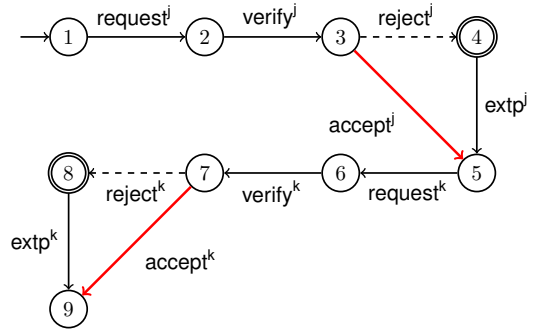 request^j verify^j reject^j
1 2 3 4
accept^j extp^j
8 7 6 5
reject^k verify^k request^k
extp^k accept^k
9